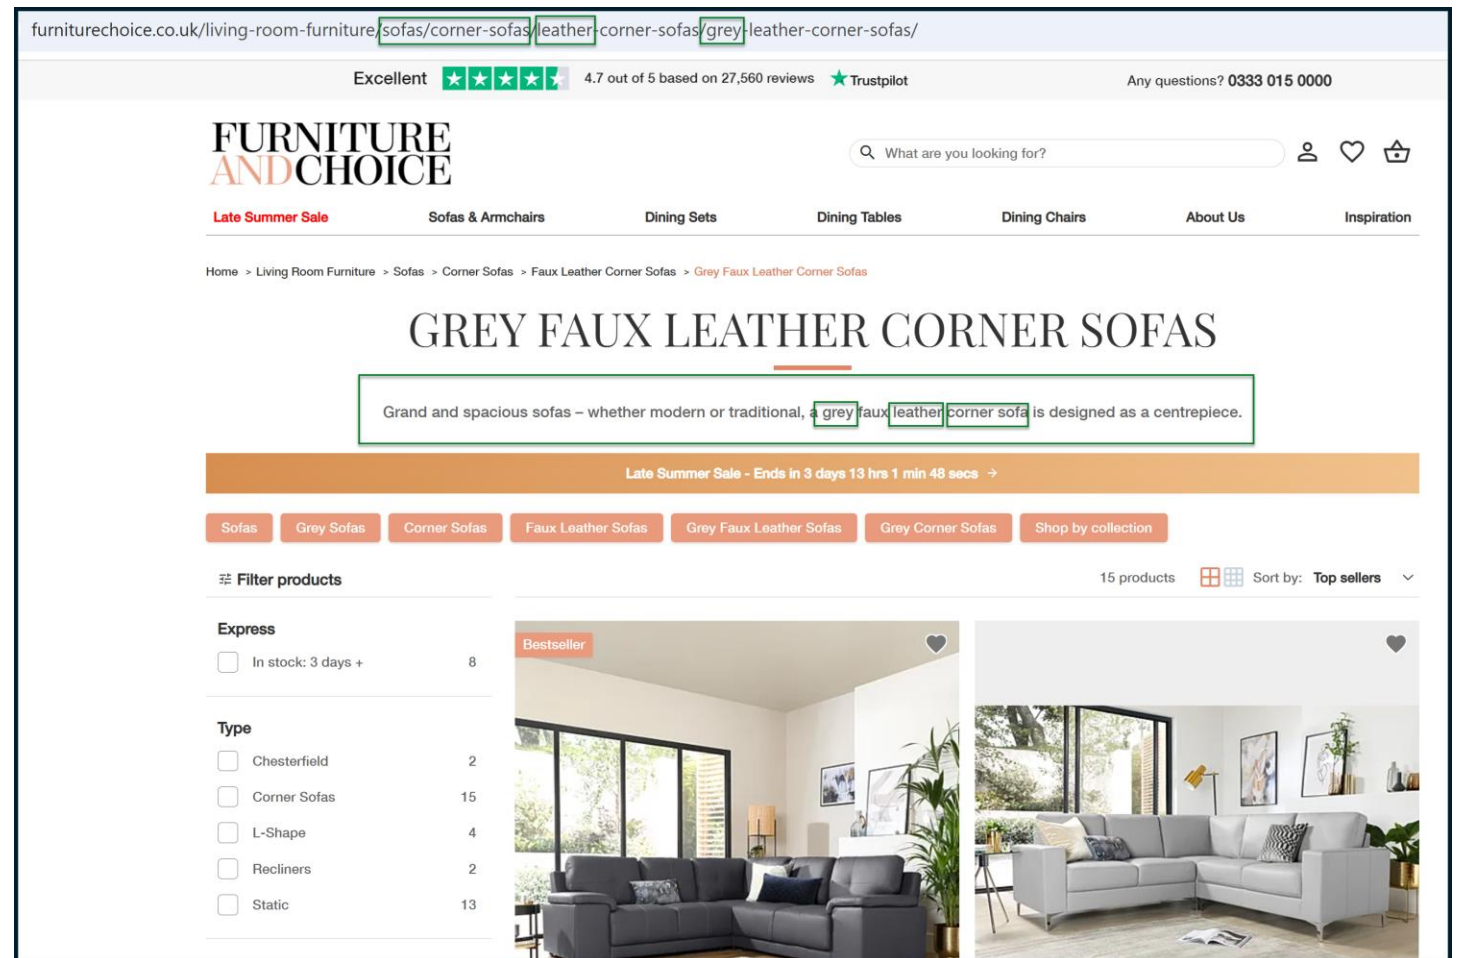 furniturechoice.co.uk/living-room-furniture/sofas/corner-sofas/leather-corner-sofas/grey-leather-corner-sofas/
Excellent 4.7 out of 5 based on 27,560 reviews Trustpilot Any questions? 0333 015 0000
FURNITURE
ANDCHOICE
What are you looking for?
Late Summer Sale Sofas & Armchairs Dining Sets Dining Tables Dining Chairs About Us Inspiration
Home > Living Room Furniture > Sofas > Corner Sofas > Faux Leather Corner Sofas > Grey Faux Leather Corner Sofas
GREY FAUX LEATHER CORNER SOFAS
Grand and spacious sofas – whether modern or traditional, a grey faux leather corner sofa is designed as a centrepiece.
Late Summer Sale - Ends in 3 days 13 hrs 1 min 48 secs →
Sofas Grey Sofas Corner Sofas Faux Leather Sofas Grey Faux Leather Sofas Grey Corner Sofas Shop by collection
Filter products
15 products Sort by: Top sellers
Express
In stock: 3 days + 8
Type
Chesterfield 2
Corner Sofas 15
L-Shape 4
Recliners 2
Static 13
Bestseller